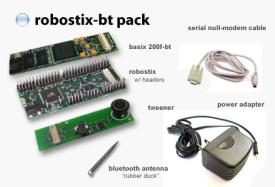 robostix-bt pack
serial null-modem cable
basix 200f-bt
robostix
w/ headers
tweener
power adapter
bluetooth antenna
"rubber duck"